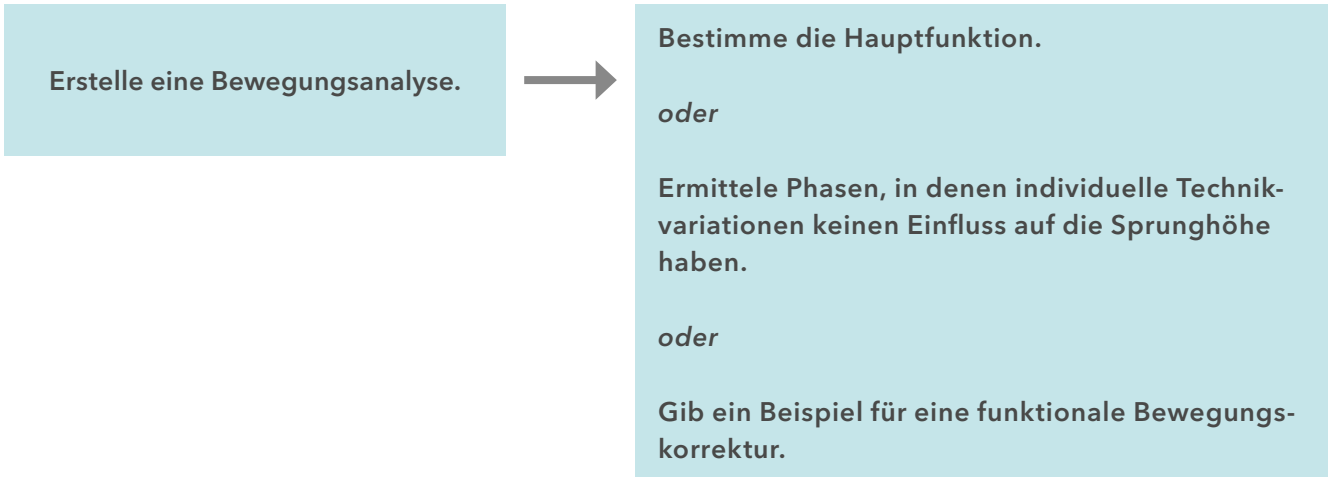 Erstelle eine Bewegungsanalyse.
Bestimme die Hauptfunktion.
oder
Ermittele Phasen, in denen individuelle Technik-
variationen keinen Einfluss auf die Sprunghöhe
haben.
oder
Gib ein Beispiel für eine funktionale Bewegungs-
korrektur.